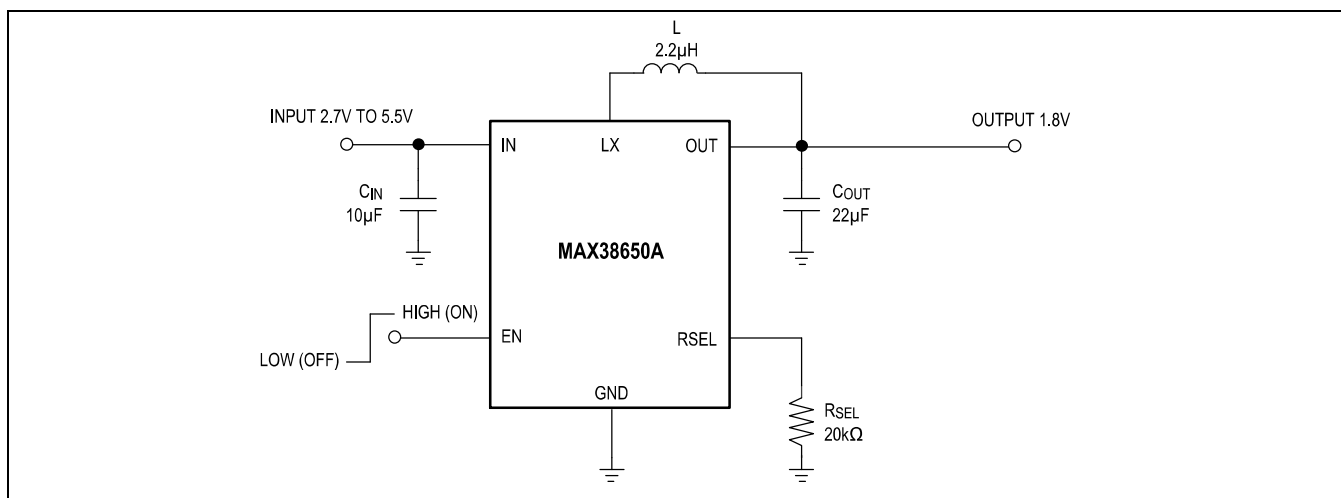 L
2.2µH
INPUT 2.7V TO 5.5V
OUTPUT 1.8V
IN
LX
OUT
CIN
10µF
COUT
22µF
MAX38650A
HIGH (ON)
LOW (OFF)
EN
RSEL
GND
RSEL
20kΩ